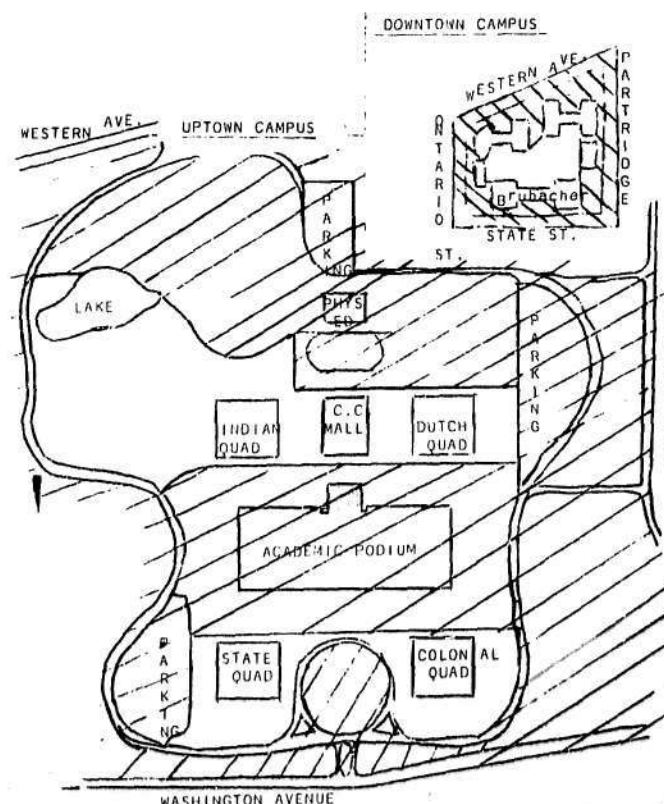 DOWNTOWN CAMPUS
WESTERN AVE.
PARTRIDGE
ONTARIO
ST.
Brubacher
STATE ST.
WESTERN AVE.
UPTOWN CAMPUS
PARKING
LAKE
PHYS
ED
PARKING
INDIAN
QUAD
C.C
MALL
DUTCH
QUAD
ACADEMIC PODIUM
PARKING
STATE
QUAD
COLONIAL
QUAD
WASHINGTON AVENUE